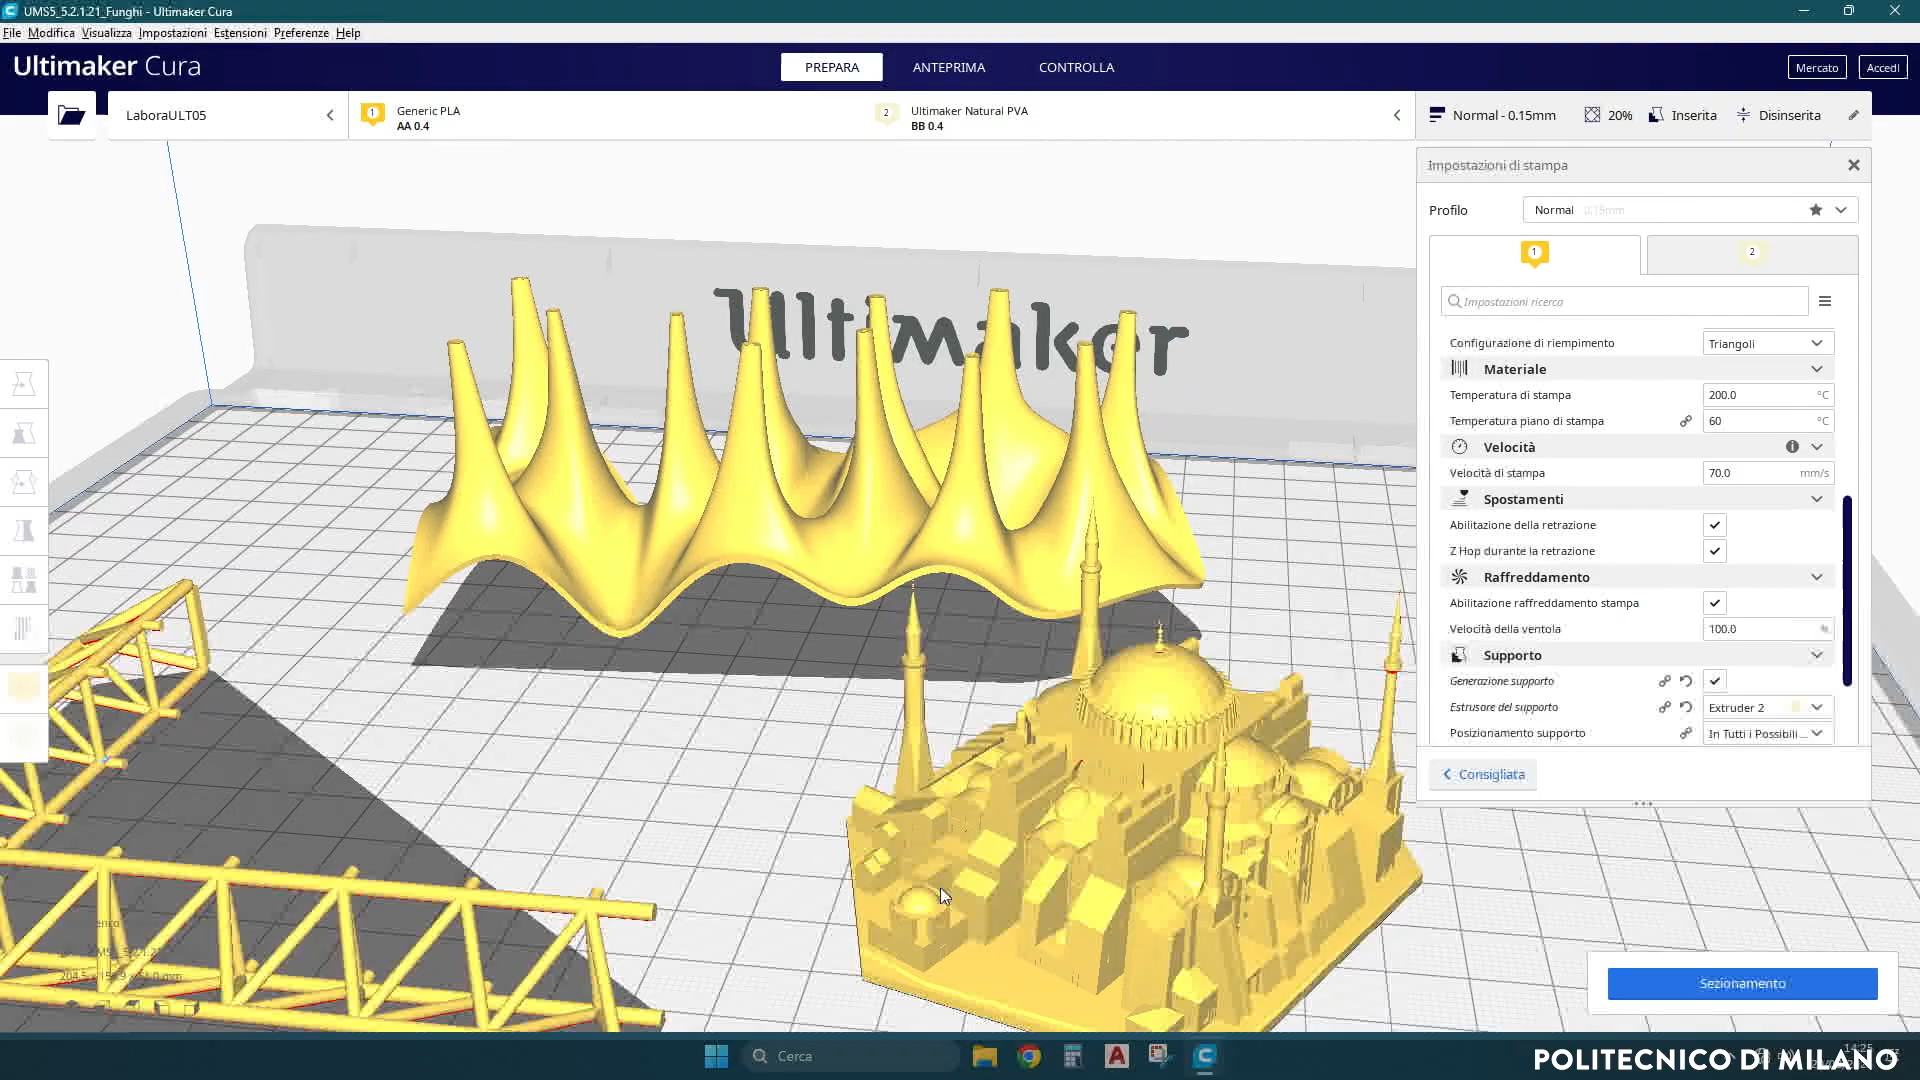 UMS5_5.2.1.21_Funghi - Ultimaker Cura
File Modifica Visualizza Impostazioni Estensioni Preferenze Help
Ultimaker Cura
PREPARA ANTEPRIMA CONTROLLA
Mercato Accedi
LaboraULT05
1 Generic PLA
AA 0.4
2 Ultimaker Natural PVA
BB 0.4
Normal - 0.15mm 20% Inserita Disinserita
Impostazioni di stampa
Profilo Normal 0.15mm
1 2
Impostazioni ricerca
Configurazione di riempimento Triangoli
Materiale
Temperatura di stampa 200.0 °C
Temperatura piano di stampa 60 °C
Velocità
Velocità di stampa 70.0 mm/s
Spostamenti
Abilitazione della retrazione
Z Hop durante la retrazione
Raffreddamento
Abilitazione raffreddamento stampa
Velocità della ventola 100.0 %
Supporto
Generazione supporto
Estrusore del supporto Extruder 2
Posizionamento supporto In Tutti i Possibili ...
Consigliata
Ultimaker
Sezionamento
Cerca
14:25
POLITECNICO DI MILANO